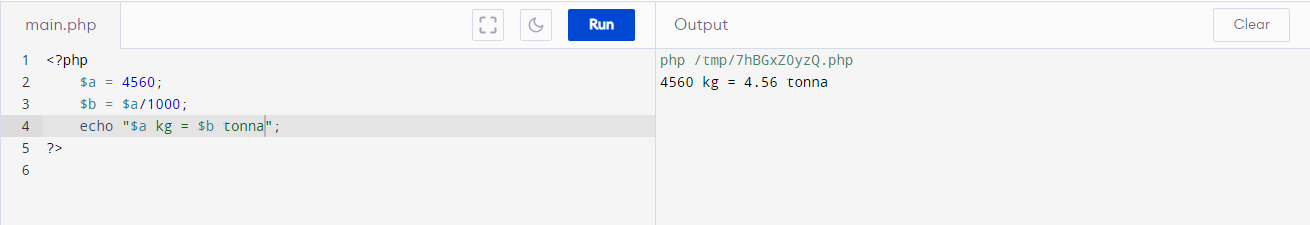 main.php Run Output Clear
1 <?php
2 $a = 4560;
3 $b = $a/1000;
4 echo "$a kg = $b tonna";
5 ?>
6
php /tmp/7hBGxZ0yzQ.php
4560 kg = 4.56 tonna